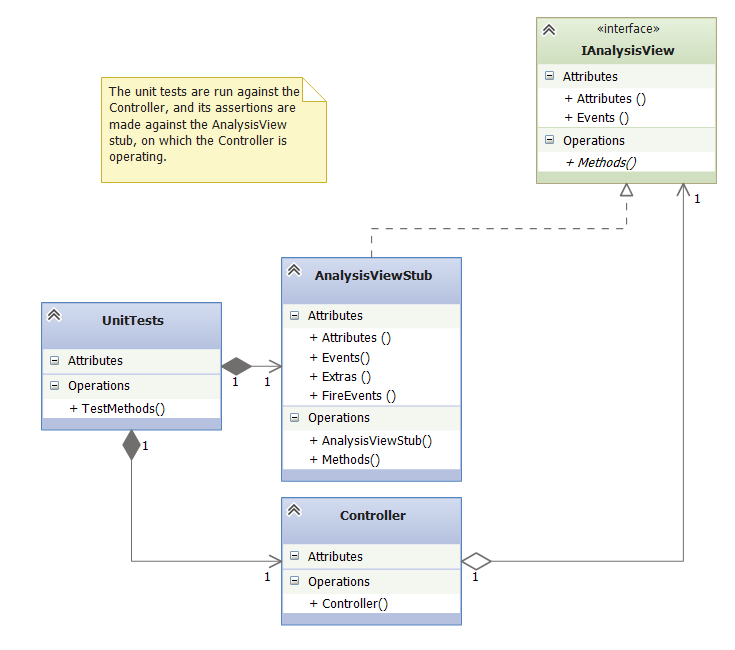 «interface»
IAnalysisView
Attributes
+ Attributes ()
+ Events ()
Operations
+ Methods()
1
The unit tests are run against the
Controller, and its assertions are
made against the AnalysisView
stub, on which the Controller is
operating.
AnalysisViewStub
Attributes
+ Attributes ()
+ Events()
+ Extras ()
+ FireEvents ()
Operations
+ AnalysisViewStub()
+ Methods()
UnitTests
Attributes
Operations
+ TestMethods()
1
1
1
1
Controller
Attributes
Operations
+ Controller()
1